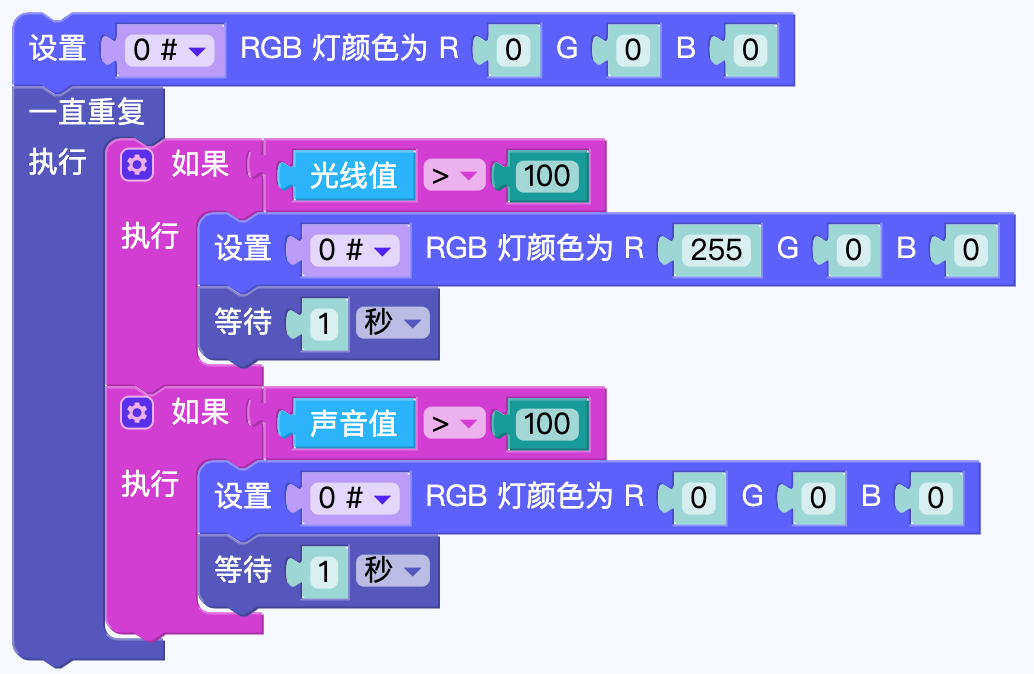 设置 0 # RGB 灯颜色为 R 0 G 0 B 0
一直重复
执行 如果 光线值 > 100
执行 设置 0 # RGB 灯颜色为 R 255 G 0 B 0
等待 1 秒
如果 声音值 > 100
执行 设置 0 # RGB 灯颜色为 R 0 G 0 B 0
等待 1 秒